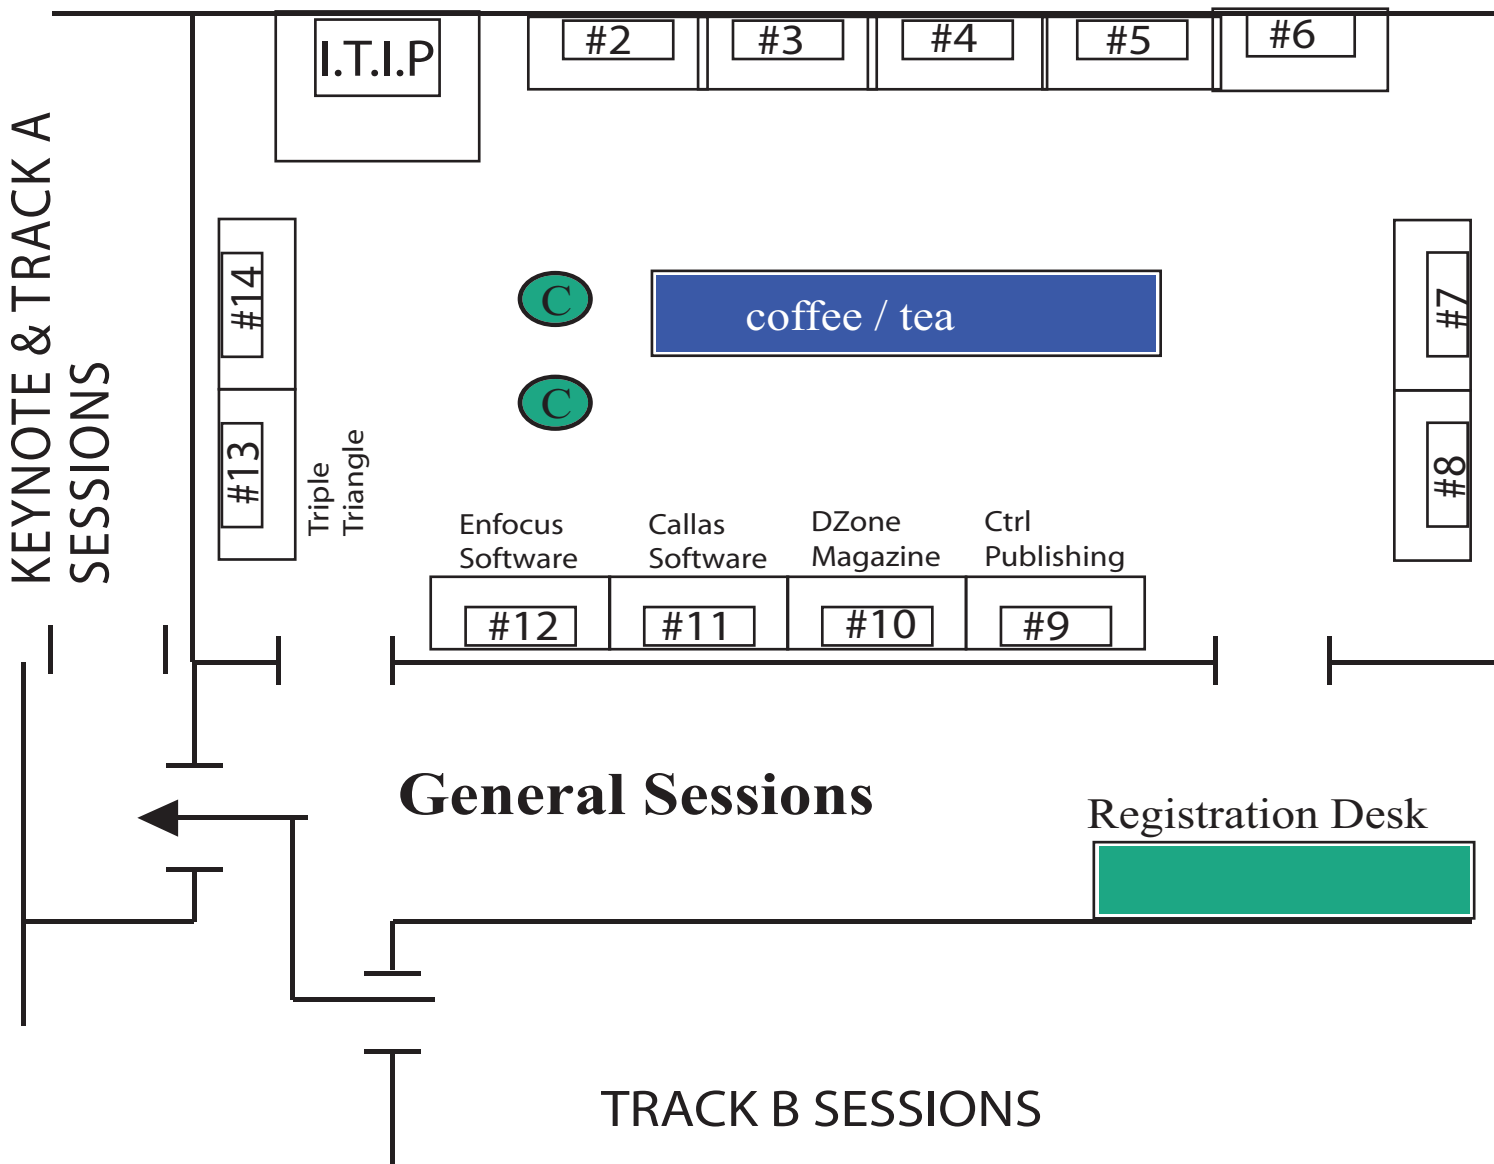 I.T.I.P
#2
#3
#4
#5
#6
KEYNOTE & TRACK A
SESSIONS
#14
C
coffee / tea
#7
C
#13
Triple
Triangle
#8
Enfocus
Software
Callas
Software
DZone
Magazine
Ctrl
Publishing
#12
#11
#10
#9
General Sessions
Registration Desk
TRACK B SESSIONS